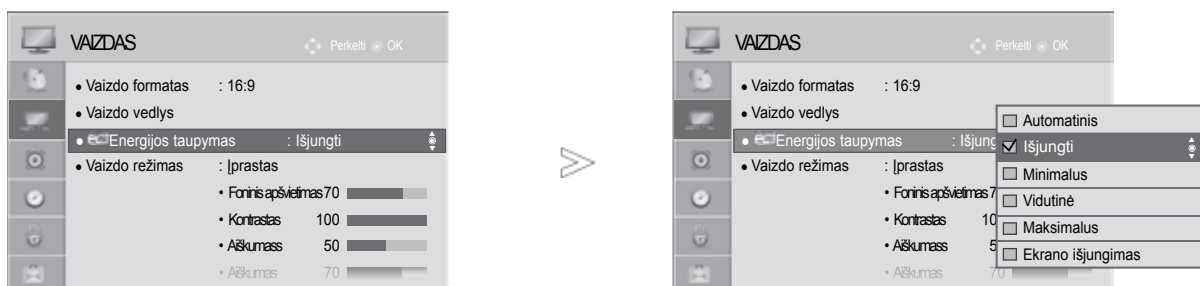 VAIZDAS
Perkelti OK
• Vaizdo formatas : 16:9
• Vaizdo vedlys
• Energijos taupymas : Išjungti
• Vaizdo režimas : Įprastas
• Foninis apšvietimas 70
• Kontrastas 100
• Aiškumass 50
• Aiškumas 70
VAIZDAS
Perkelti OK
• Vaizdo formatas : 16:9
• Vaizdo vedlys
• Energijos taupymas : Išjung
• Vaizdo režimas : Įprastas
• Foninis apšvietimas 7
• Kontrastas 10
• Aiškumass 5
• Aiškumas 70
Automatinis
Išjungti
Minimalus
Vidutinė
Maksimalus
Ekrano išjungimas